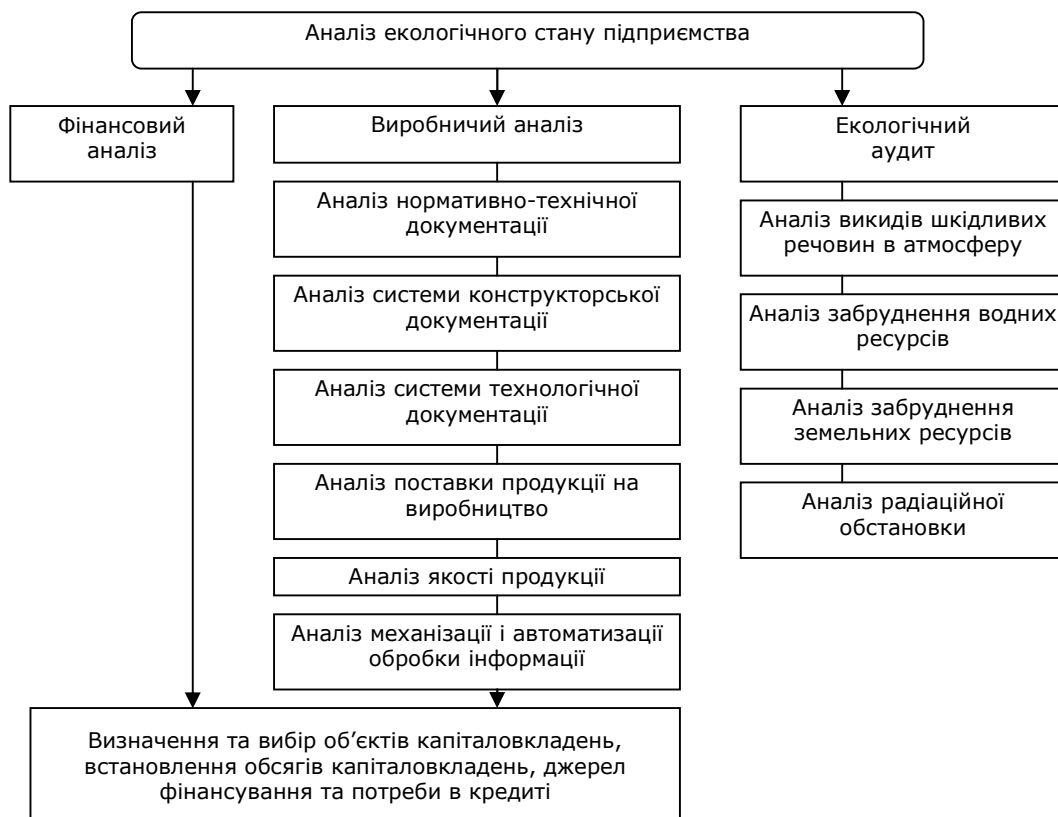 Аналіз екологічного стану підприємства
Фінансовий
аналіз
Виробничий аналіз
Аналіз нормативно-технічної
документації
Аналіз системи конструкторської
документації
Аналіз системи технологічної
документації
Аналіз поставки продукції на
виробництво
Аналіз якості продукції
Аналіз механізації і автоматизації
обробки інформації
Екологічний
аудит
Аналіз викидів шкідливих
речовин в атмосферу
Аналіз забруднення водних
ресурсів
Аналіз забруднення
земельних ресурсів
Аналіз радіаційної
обстановки
Визначення та вибір об’єктів капіталовкладень,
встановлення обсягів капіталовкладень, джерел
фінансування та потреби в кредиті